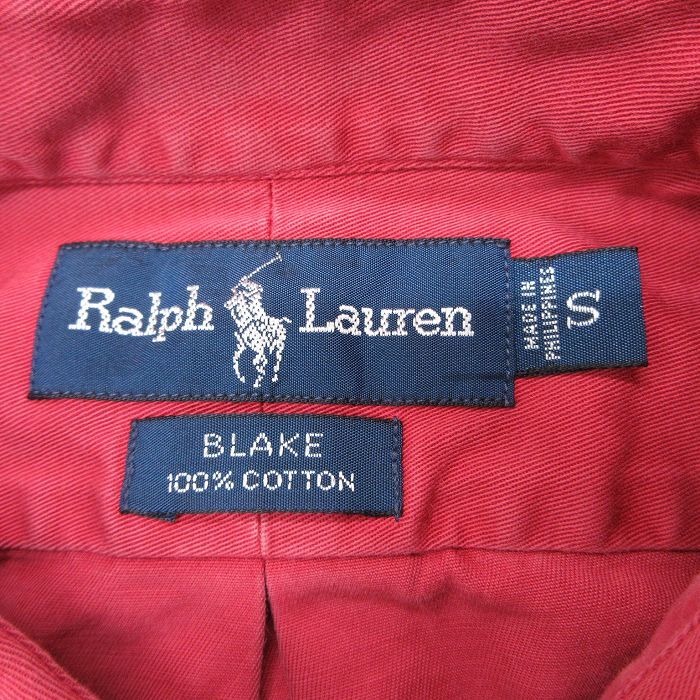 Ralph Lauren
MADE IN
PHILIPPINES
S
BLAKE
100% COTTON